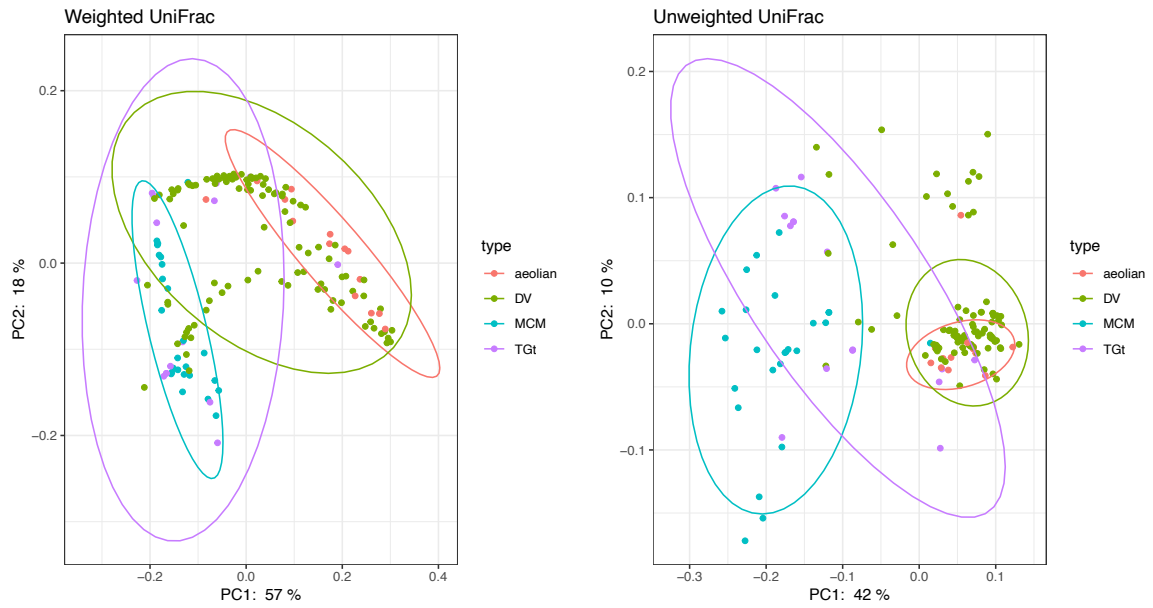 Weighted UniFrac
PC2: 18 %
0.2
0.0
−0.2
−0.2
0.0
0.2
0.4
PC1: 57 %
type
aeolian
DV
MCM
TGt
Unweighted UniFrac
PC2: 10 %
0.2
0.1
0.0
−0.1
−0.3
−0.2
−0.1
0.0
0.1
PC1: 42 %
type
aeolian
DV
MCM
TGt